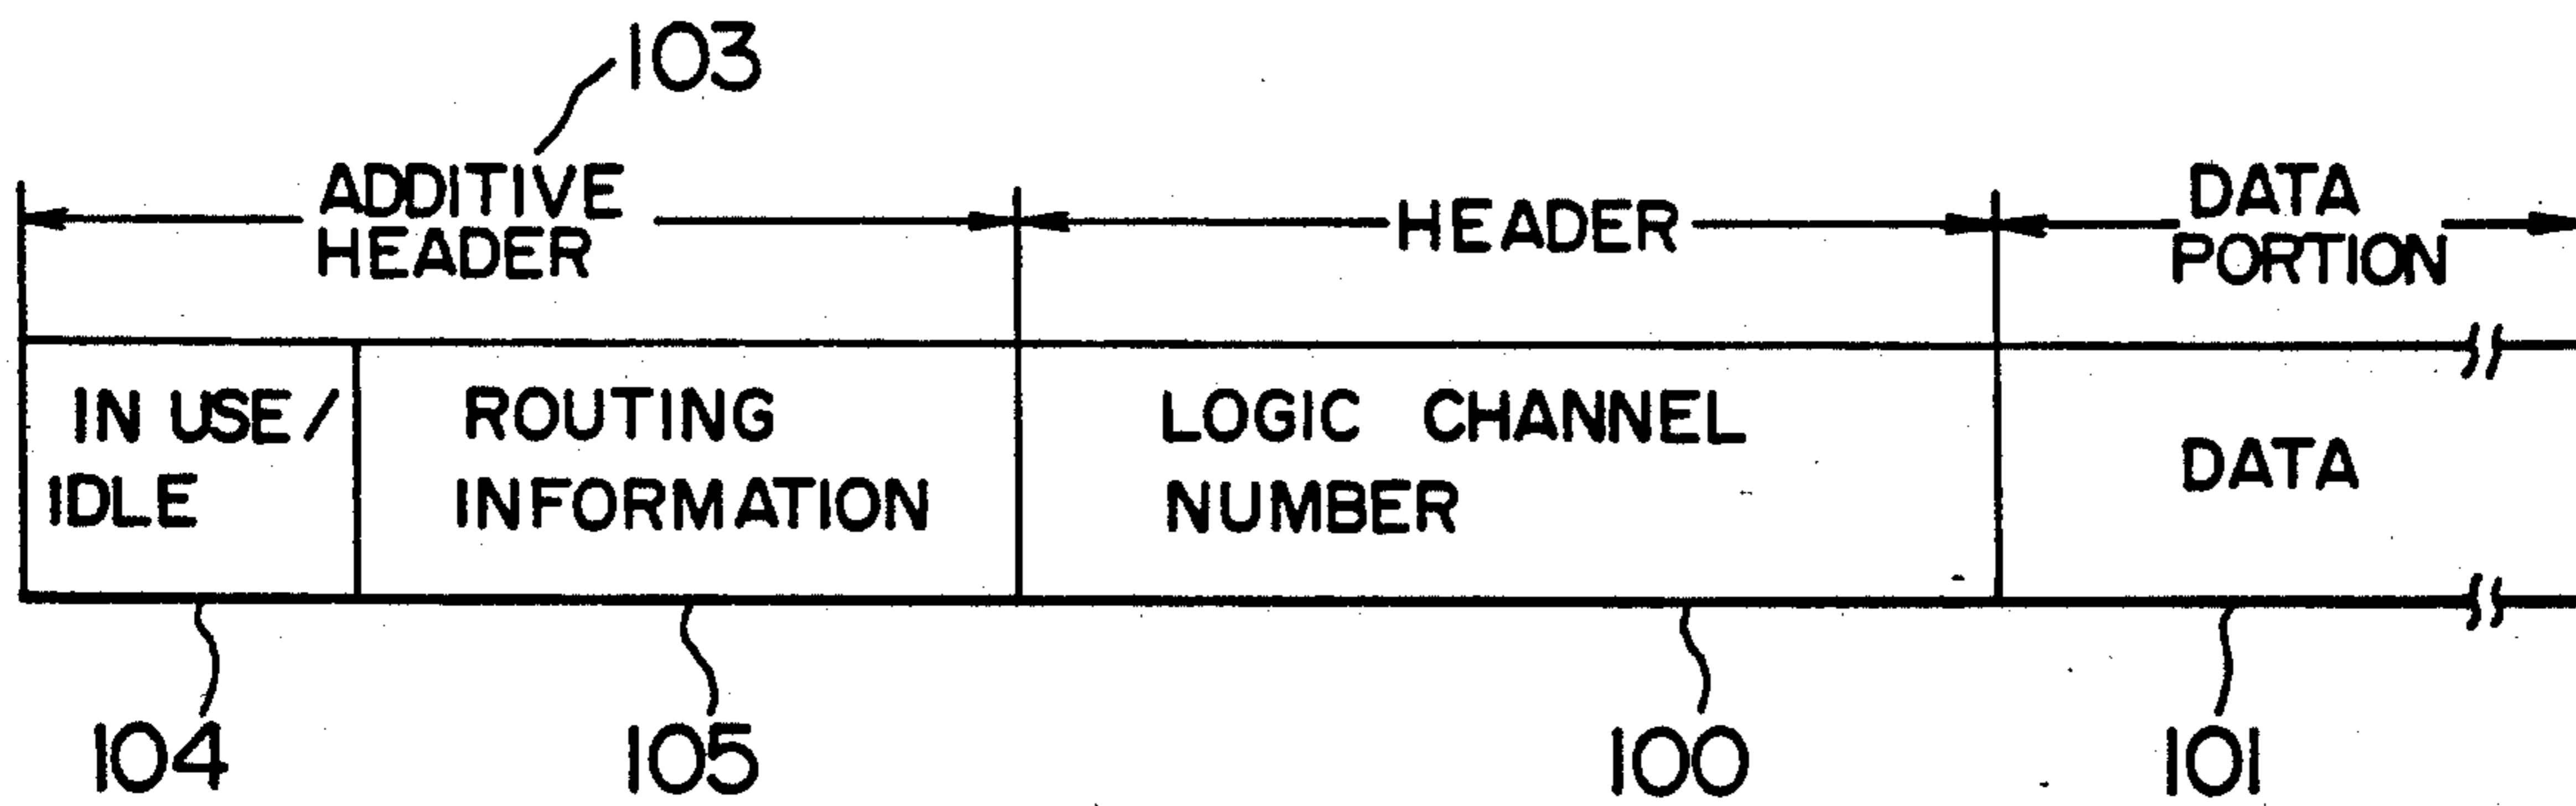 103
ADDITIVE
HEADER
HEADER
DATA
PORTION
IN USE/
IDLE
ROUTING
INFORMATION
LOGIC CHANNEL
NUMBER
DATA
104
105
100
101